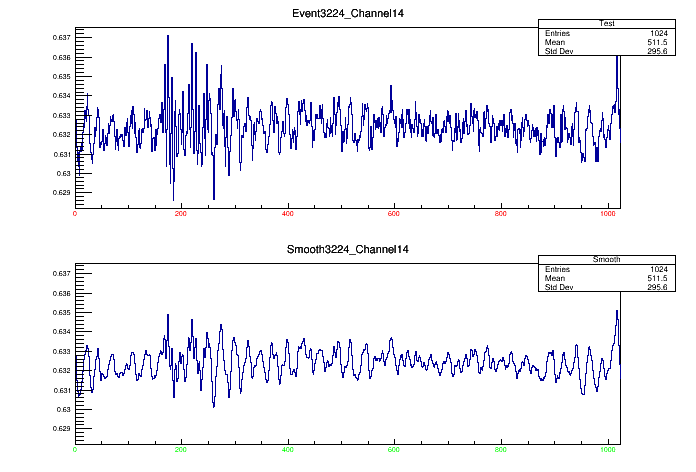 Event3224_Channel14
Test
Entries 1024
Mean 511.5
Std Dev 295.6
0.637
0.636
0.635
0.634
0.633
0.632
0.631
0.63
0.629
0 200 400 600 800 1000
Smooth3224_Channel14
Smooth
Entries 1024
Mean 511.5
Std Dev 295.6
0.637
0.636
0.635
0.634
0.633
0.632
0.631
0.63
0.629
0 200 400 600 800 1000